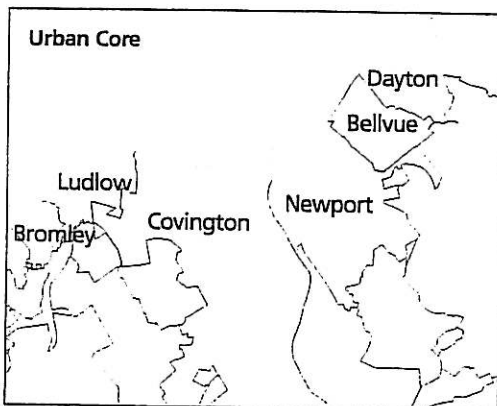 Urban Core
Dayton
Bellvue
Ludlow
Newport
Covington
Bromley